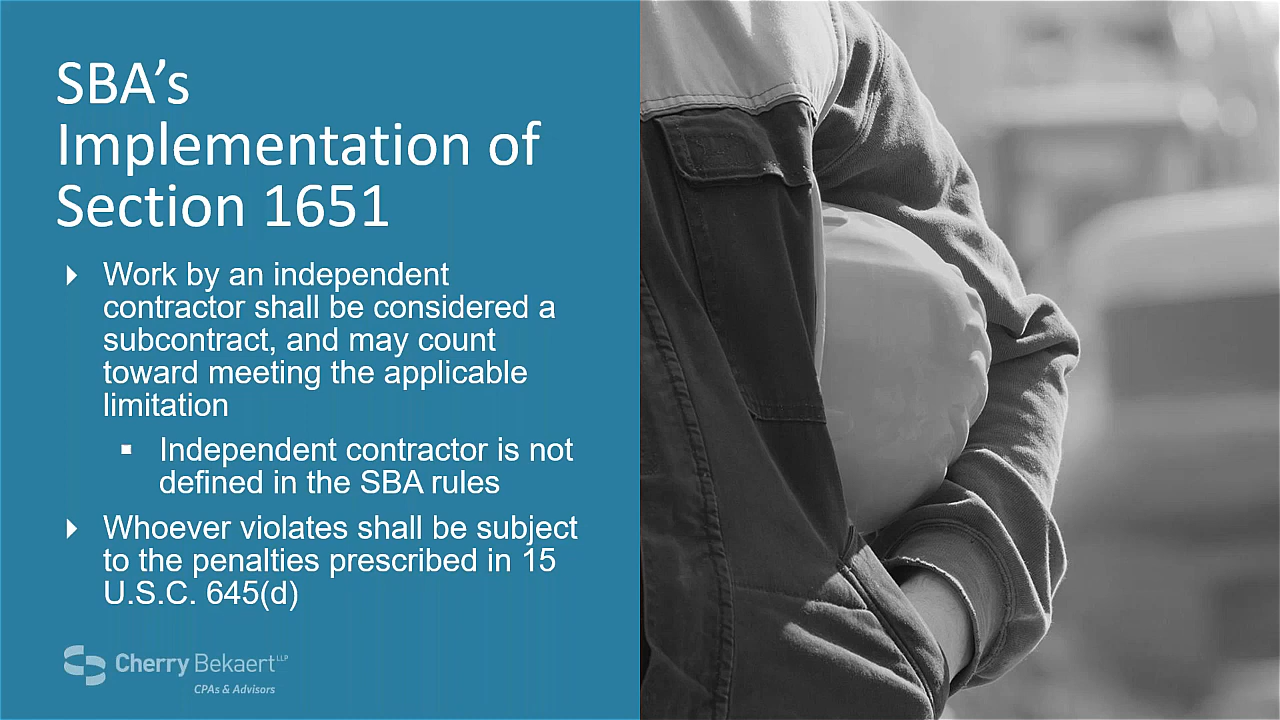 SBA’s
Implementation of
Section 1651
Work by an independent
contractor shall be considered a
subcontract, and may count
toward meeting the applicable
limitation
Independent contractor is not
defined in the SBA rules
Whoever violates shall be subject
to the penalties prescribed in 15
U.S.C. 645(d)
Cherry Bekaert LLP
CPAs & Advisors